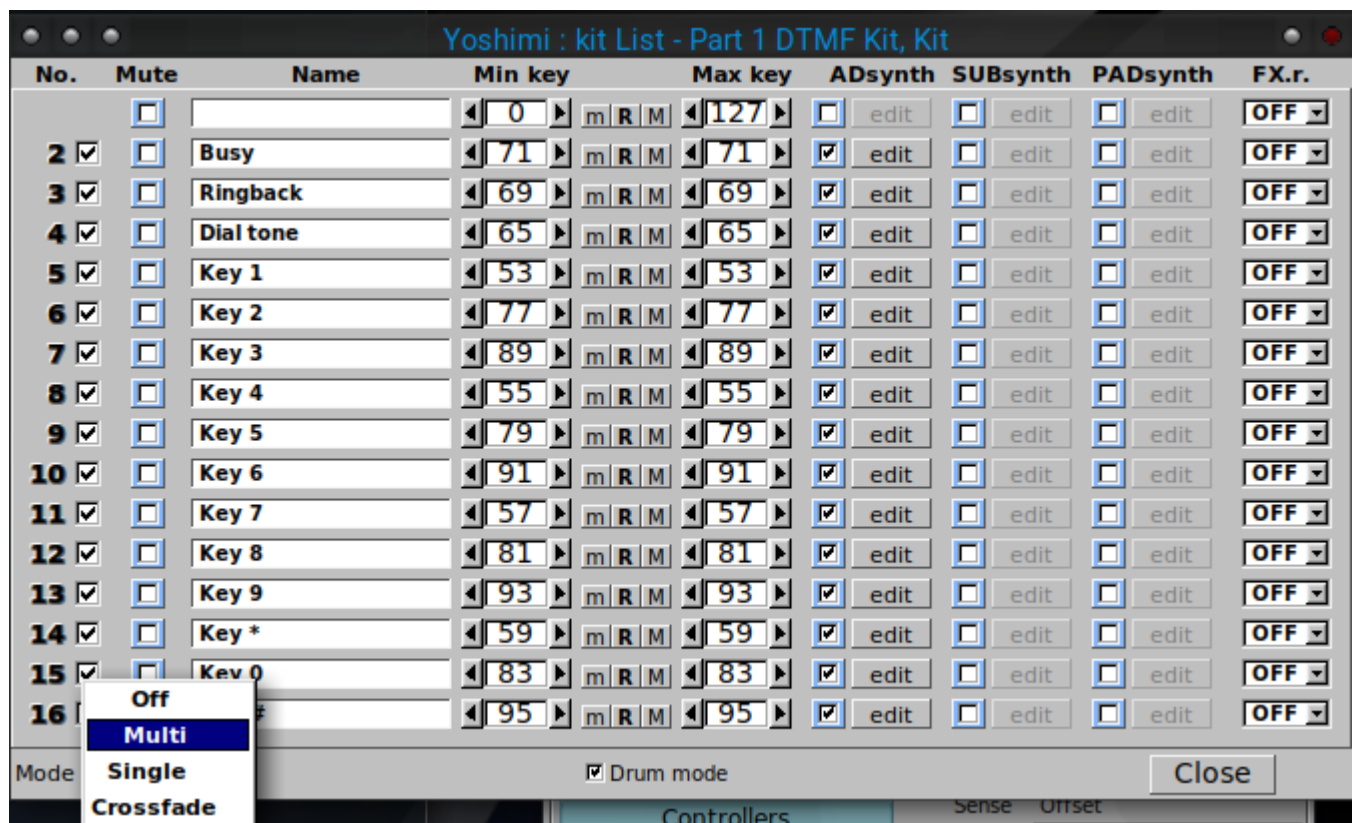 Yoshimi : kit List - Part 1 DTMF Kit, Kit
No. Mute Name Min key Max key ADsynth SUBsynth PADsynth FX.r.
0 m R M 127 edit edit edit OFF
2 Busy 71 m R M 71 edit edit edit OFF
3 Ringback 69 m R M 69 edit edit edit OFF
4 Dial tone 65 m R M 65 edit edit edit OFF
5 Key 1 53 m R M 53 edit edit edit OFF
6 Key 2 77 m R M 77 edit edit edit OFF
7 Key 3 89 m R M 89 edit edit edit OFF
8 Key 4 55 m R M 55 edit edit edit OFF
9 Key 5 79 m R M 79 edit edit edit OFF
10 Key 6 91 m R M 91 edit edit edit OFF
11 Key 7 57 m R M 57 edit edit edit OFF
12 Key 8 81 m R M 81 edit edit edit OFF
13 Key 9 93 m R M 93 edit edit edit OFF
14 Key * 59 m R M 59 edit edit edit OFF
15 Key 0 83 m R M 83 edit edit edit OFF
16 # 95 m R M 95 edit edit edit OFF
Off
Multi
Single
Crossfade
Mode Drum mode Close
Controllers Sense Offset